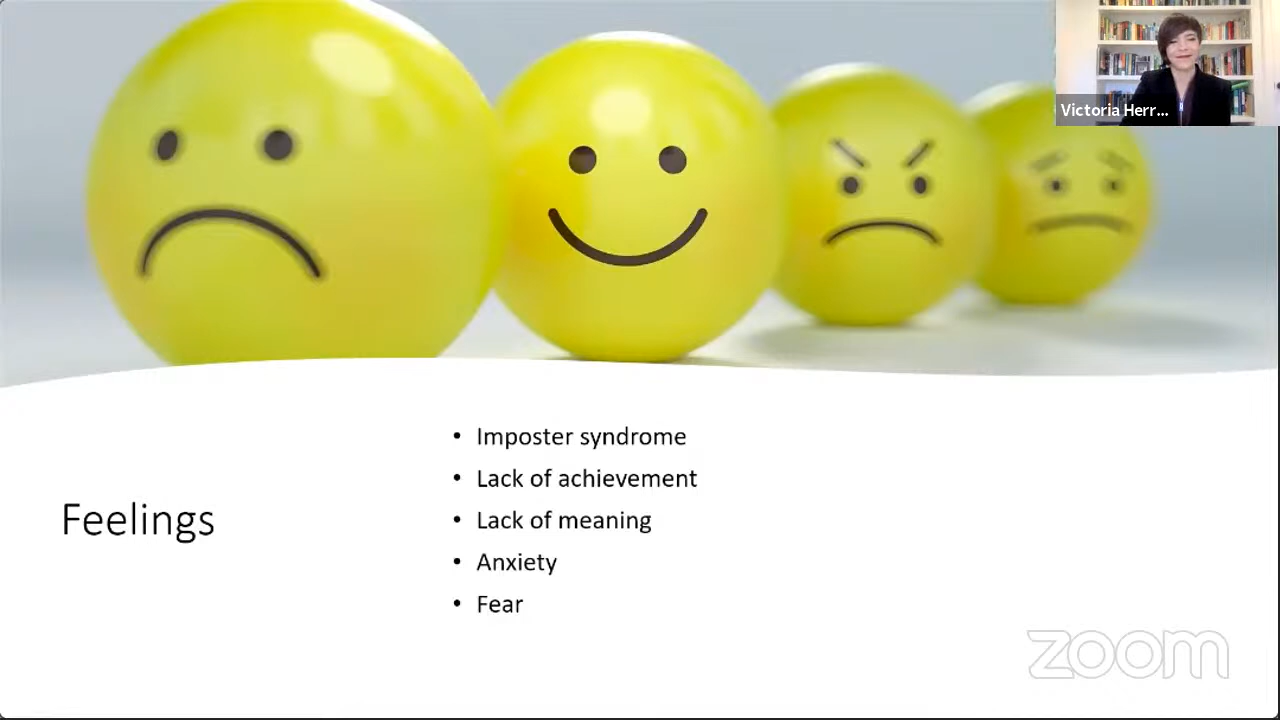 Victoria Herr...
Feelings
• Imposter syndrome
• Lack of achievement
• Lack of meaning
• Anxiety
• Fear
zoom